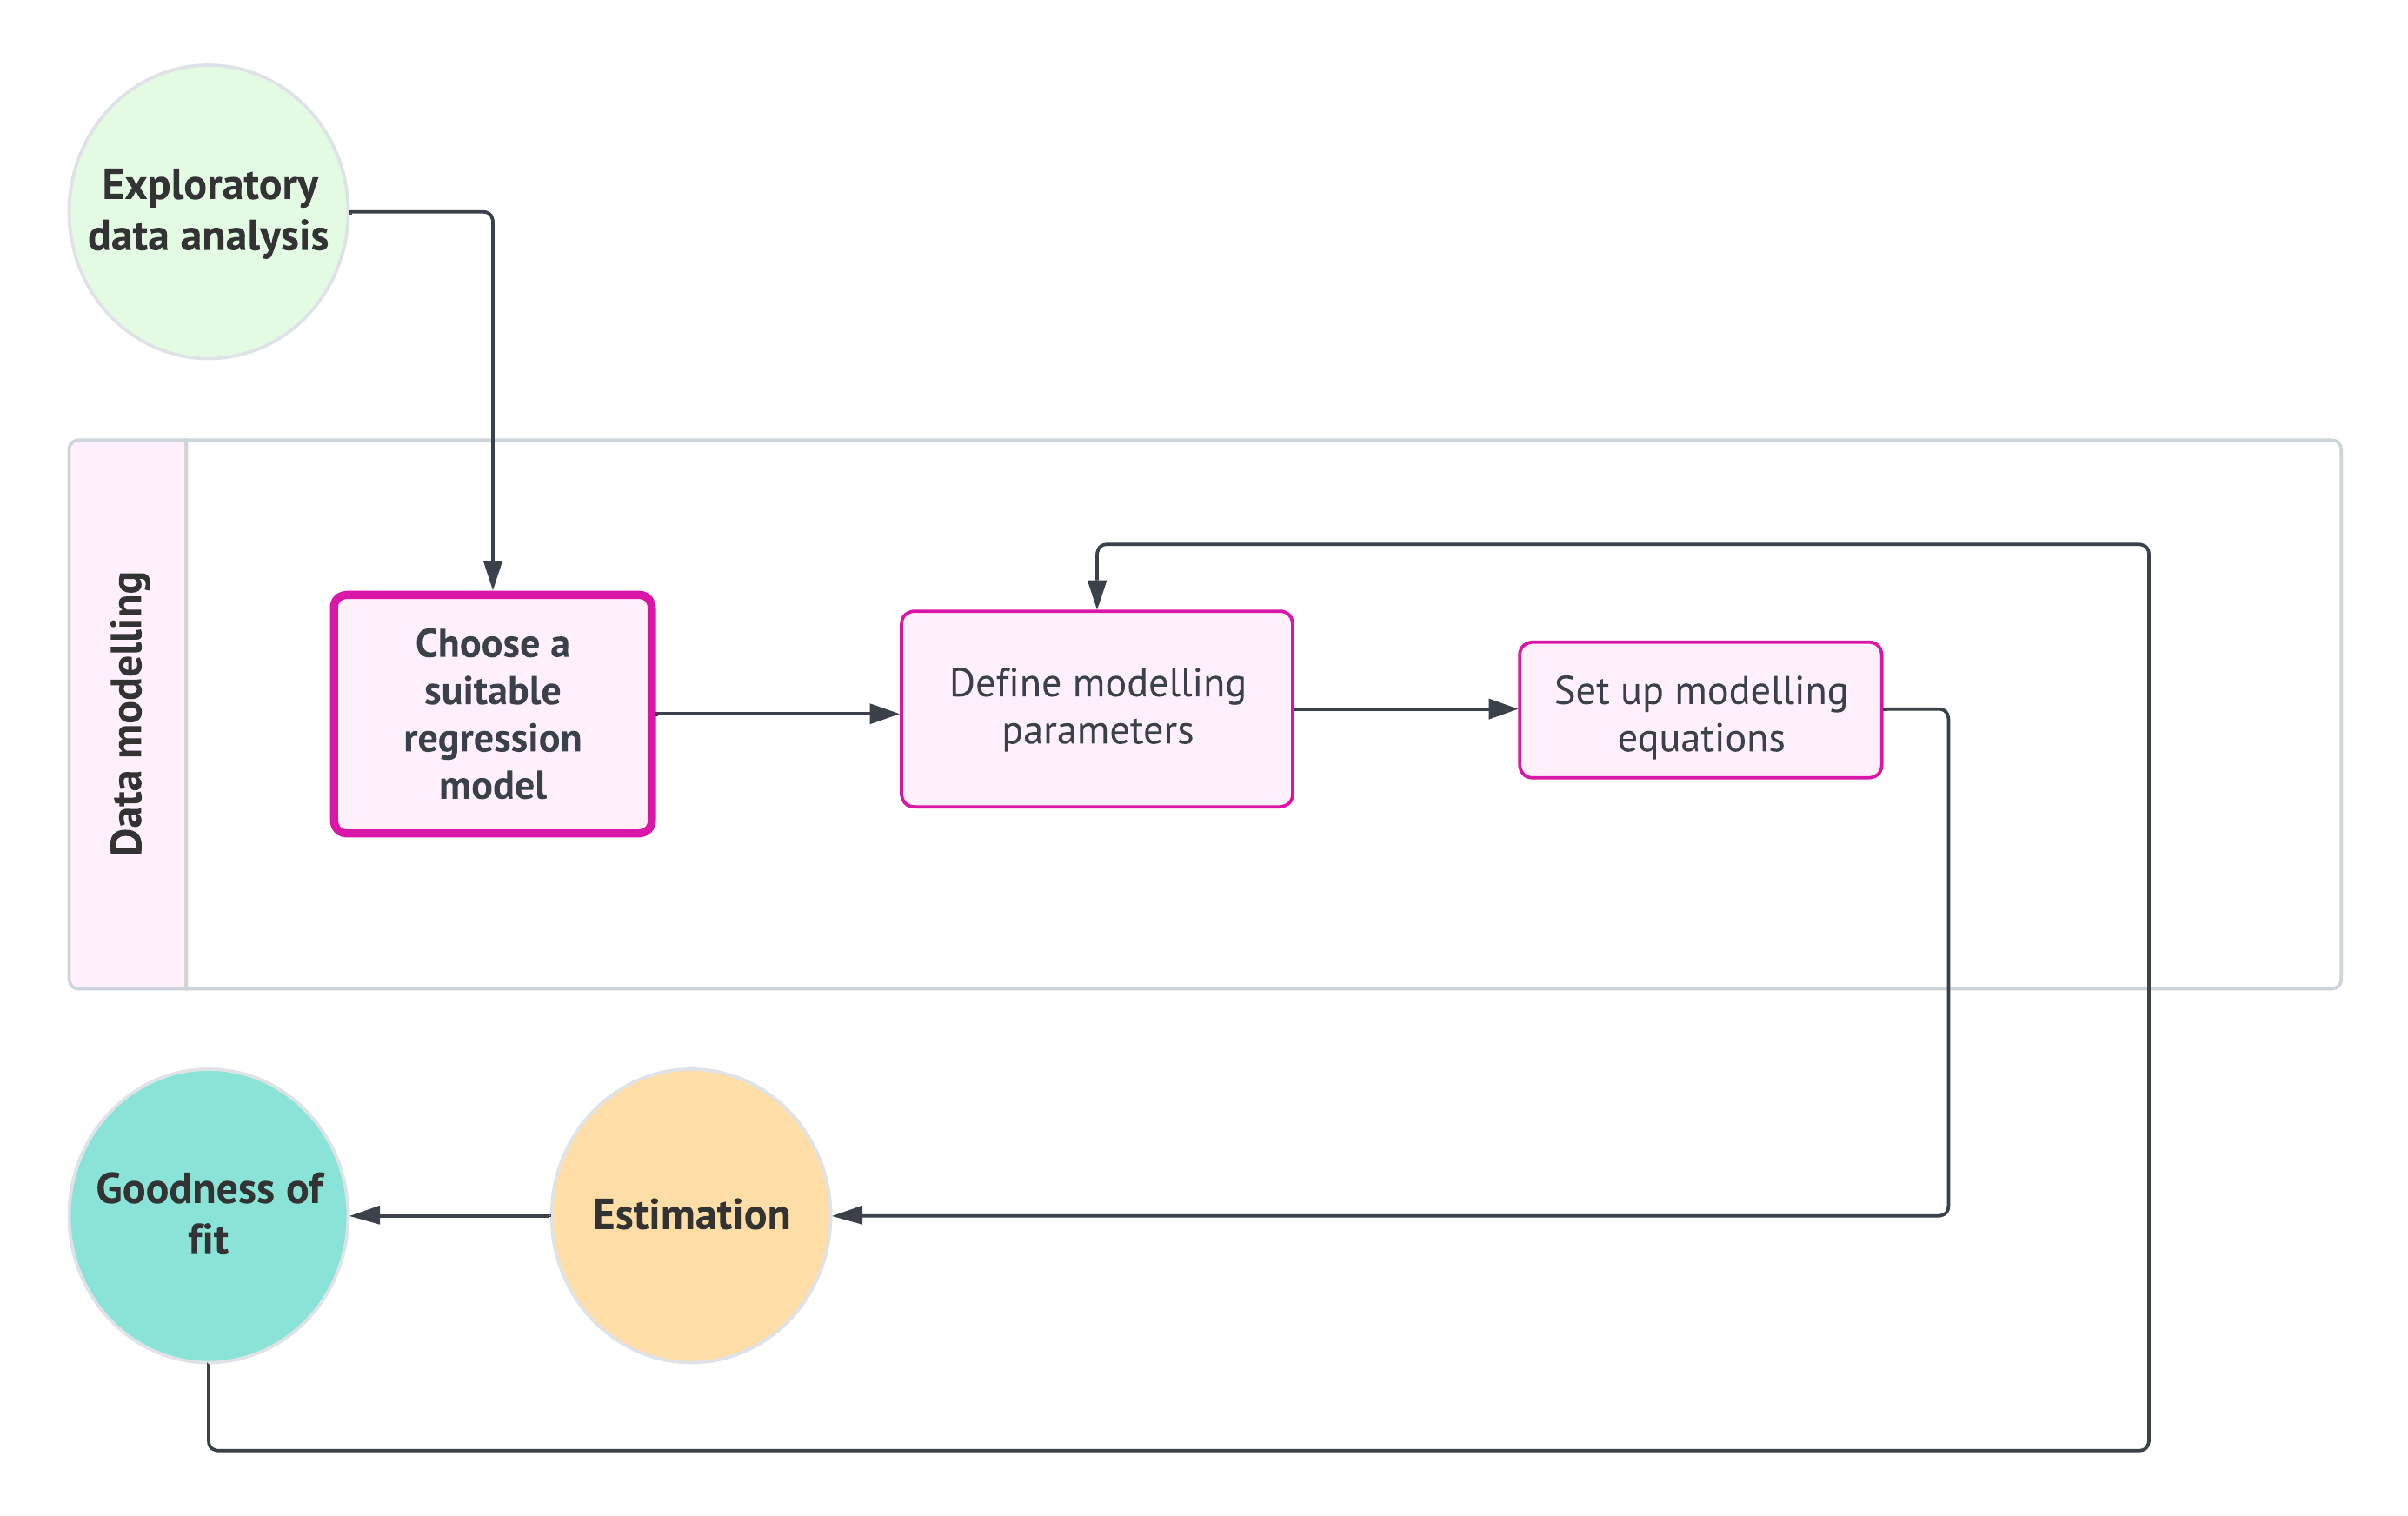 Exploratory
data analysis
Data modelling
Choose a
suitable
regression
model
Define modelling
parameters
Set up modelling
equations
Goodness of
fit
Estimation